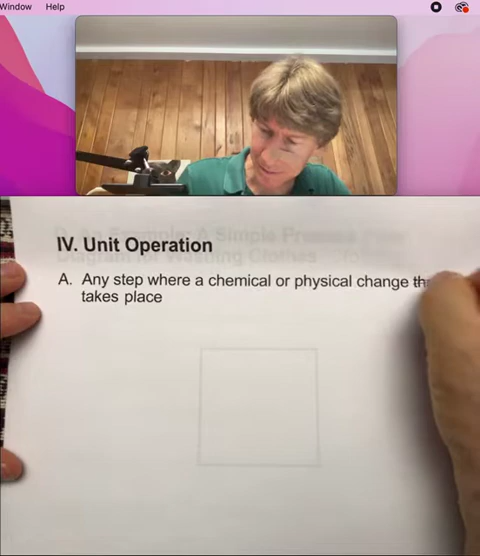 Window Help
IV. Unit Operation
A. Any step where a chemical or physical change
takes place